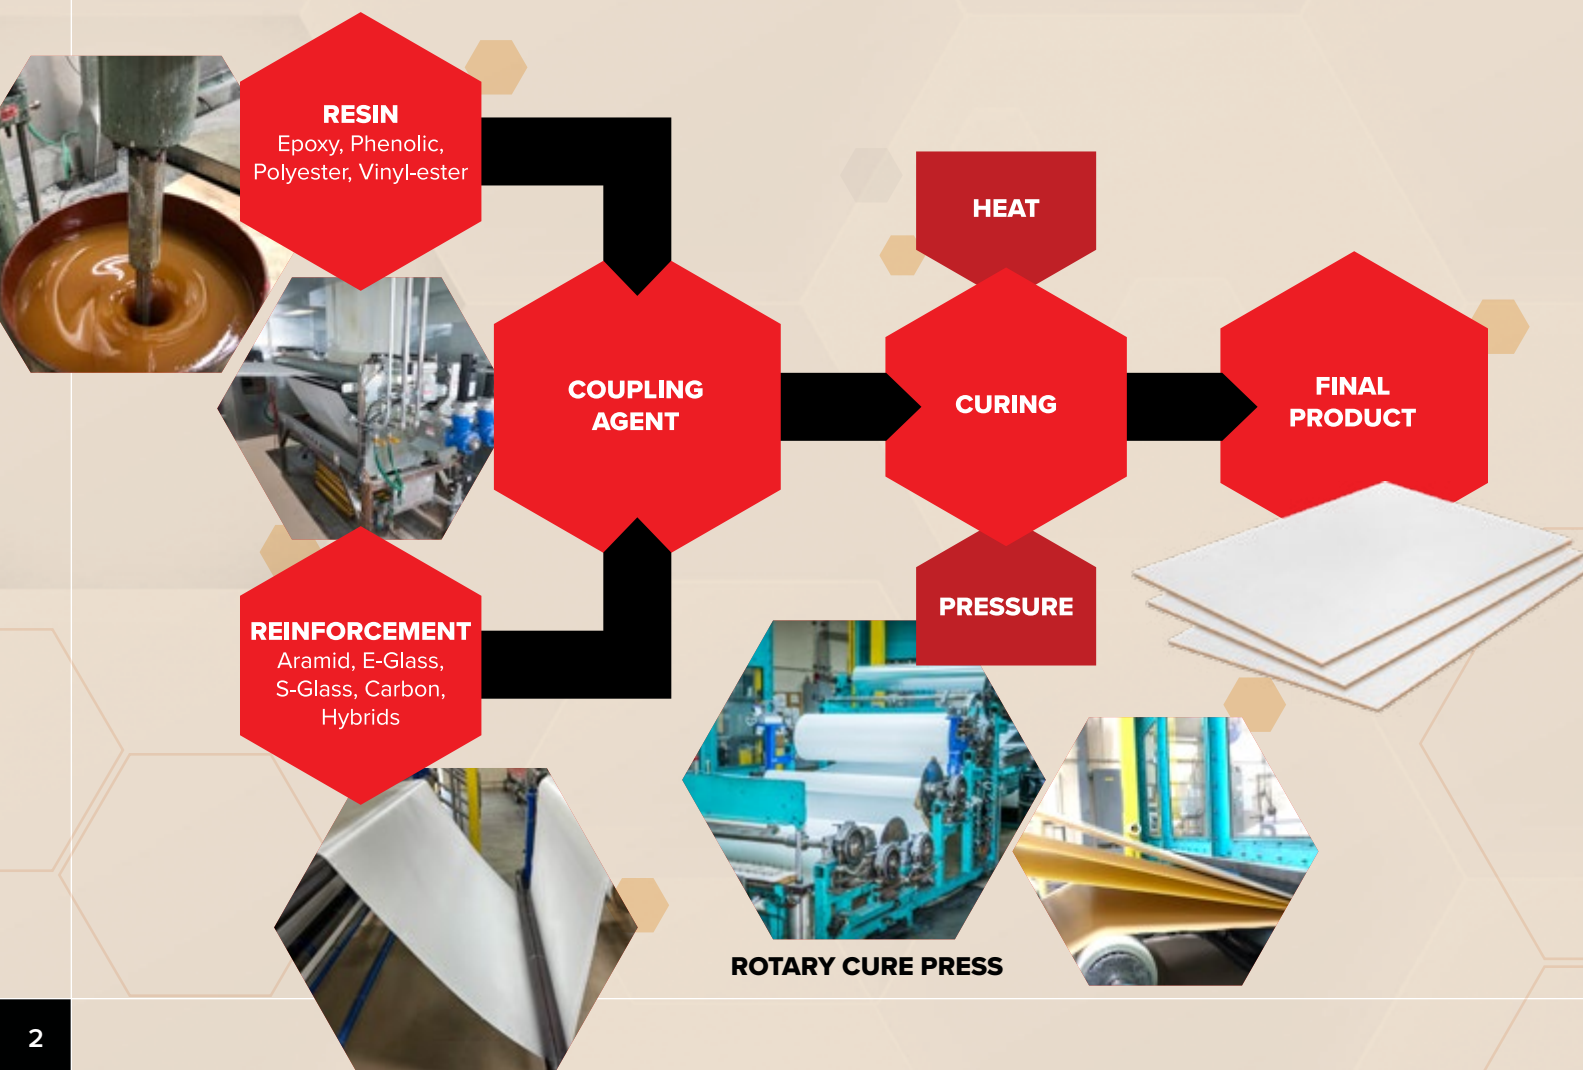 RESIN
Epoxy, Phenolic,
Polyester, Vinyl-ester
HEAT
COUPLING
AGENT
CURING
FINAL
PRODUCT
REINFORCEMENT
Aramid, E-Glass,
S-Glass, Carbon,
Hybrids
PRESSURE
ROTARY CURE PRESS
2